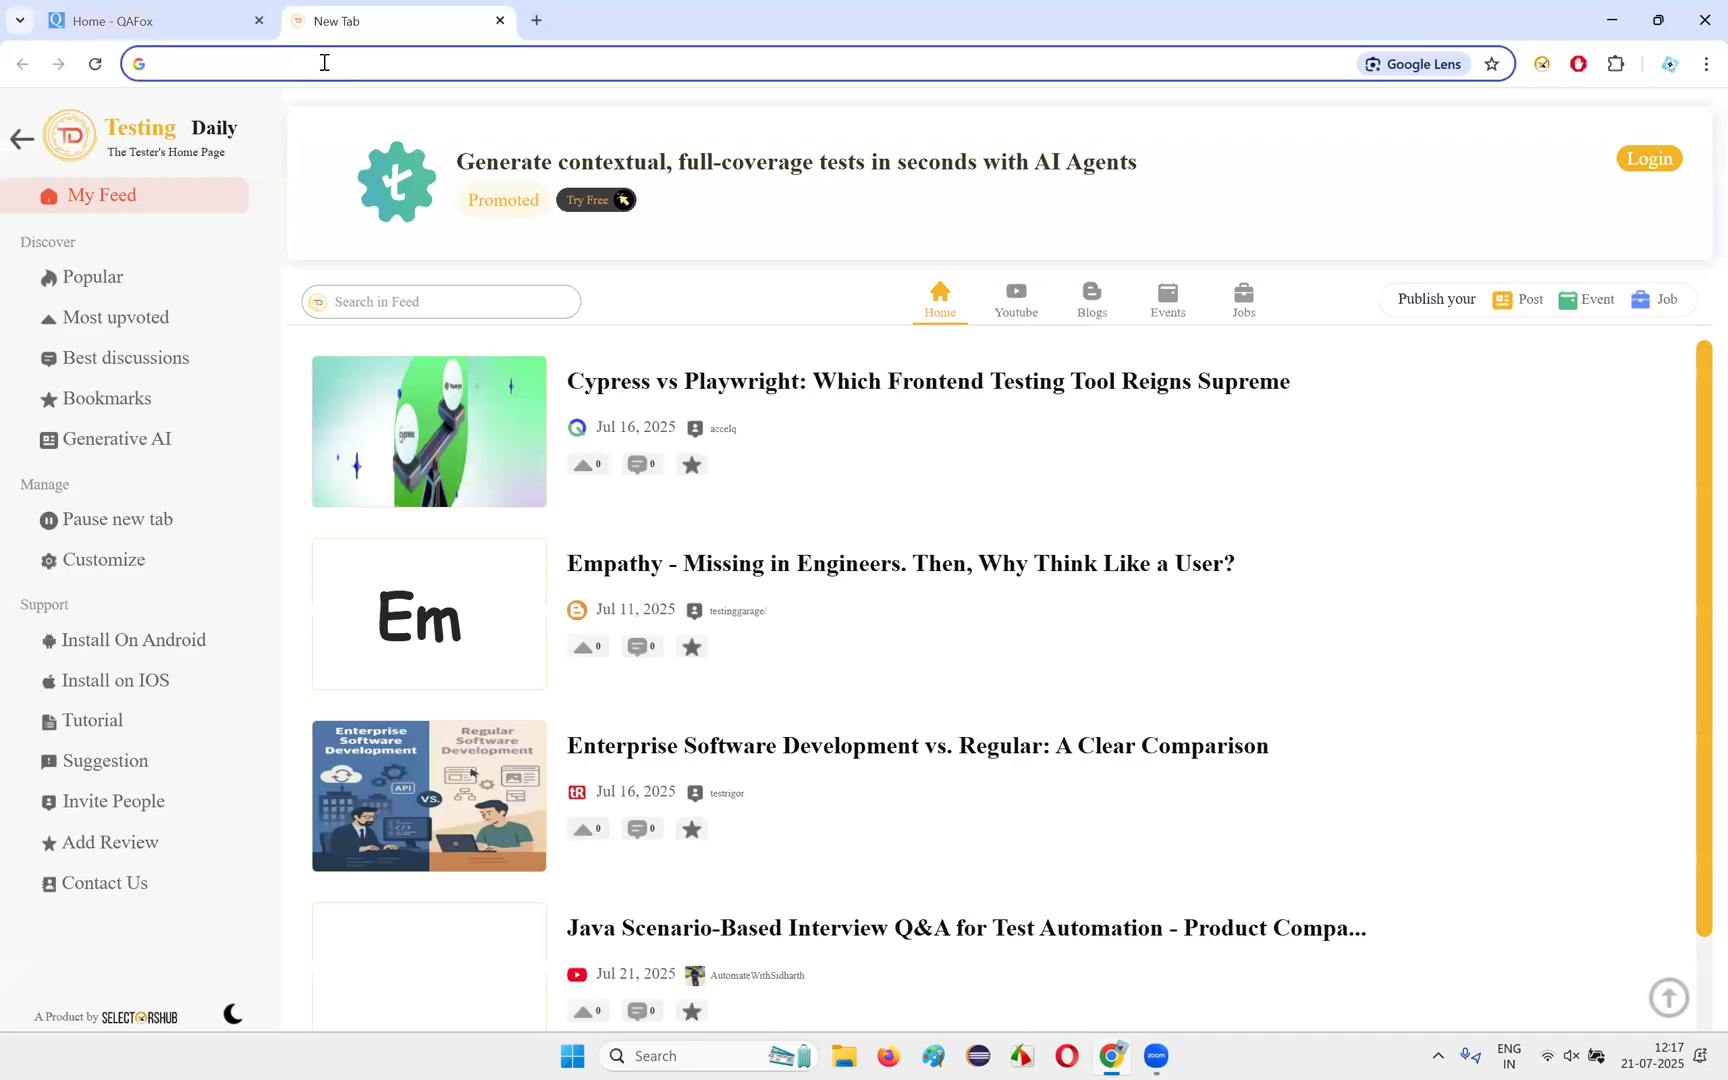 Home - QAFox
New Tab
Google Lens
Testing Daily
The Tester's Home Page
My Feed
Discover
Popular
Most upvoted
Best discussions
Bookmarks
Generative AI
Manage
Pause new tab
Customize
Support
Install On Android
Install on IOS
Tutorial
Suggestion
Invite People
Add Review
Contact Us
A Product by SELECTORSHUB
Generate contextual, full-coverage tests in seconds with AI Agents
Promoted
Try Free
Login
Search in Feed
Home
Youtube
Blogs
Events
Jobs
Publish your Post Event Job
cypress
Cypress vs Playwright: Which Frontend Testing Tool Reigns Supreme
Jul 16, 2025 accelq
0 0
Em
Empathy - Missing in Engineers. Then, Why Think Like a User?
Jul 11, 2025 testinggarage/
0 0
Enterprise Software Development
Regular Software Development
API
VS.
Enterprise Software Development vs. Regular: A Clear Comparison
tR Jul 16, 2025 testrigor
0 0
Java Scenario-Based Interview Q&A for Test Automation - Product Compa...
Jul 21, 2025 AutomateWithSidharth
0 0
Search
zoom
ENG
IN
12:17
21-07-2025